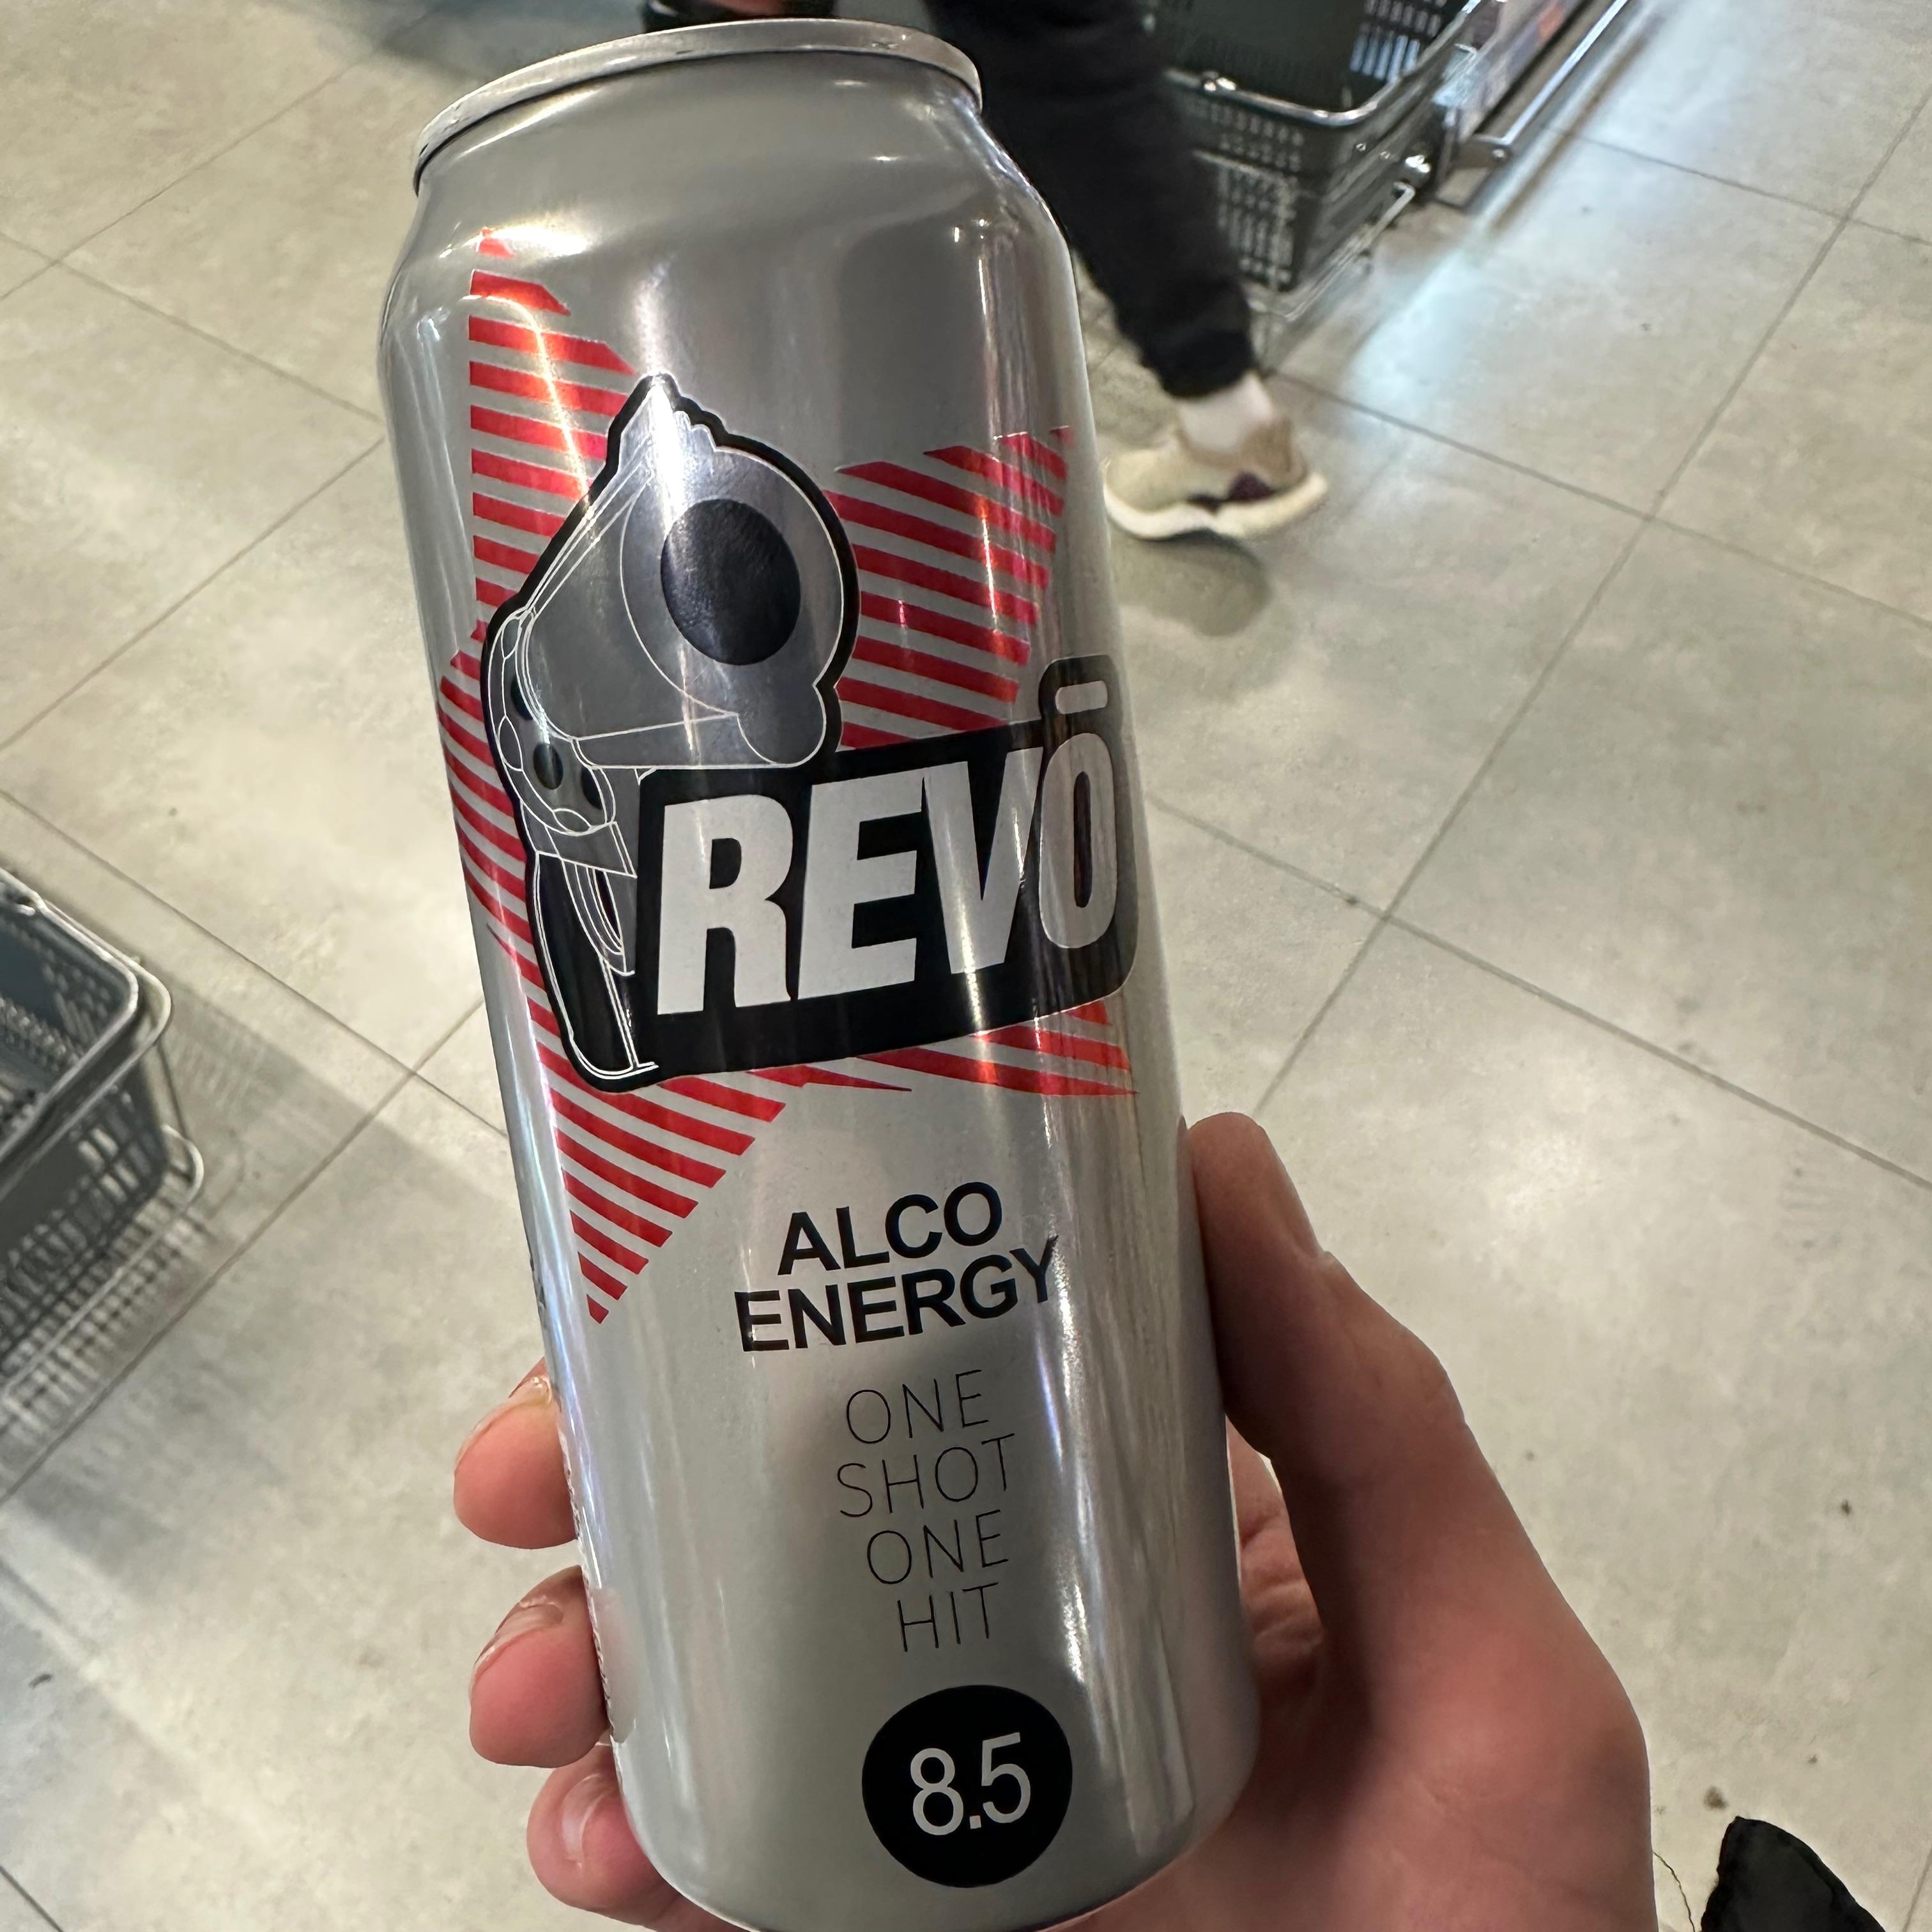 REVŌ
ALCO
ENERGY
ONE
SHOT
ONE
HIT
8.5